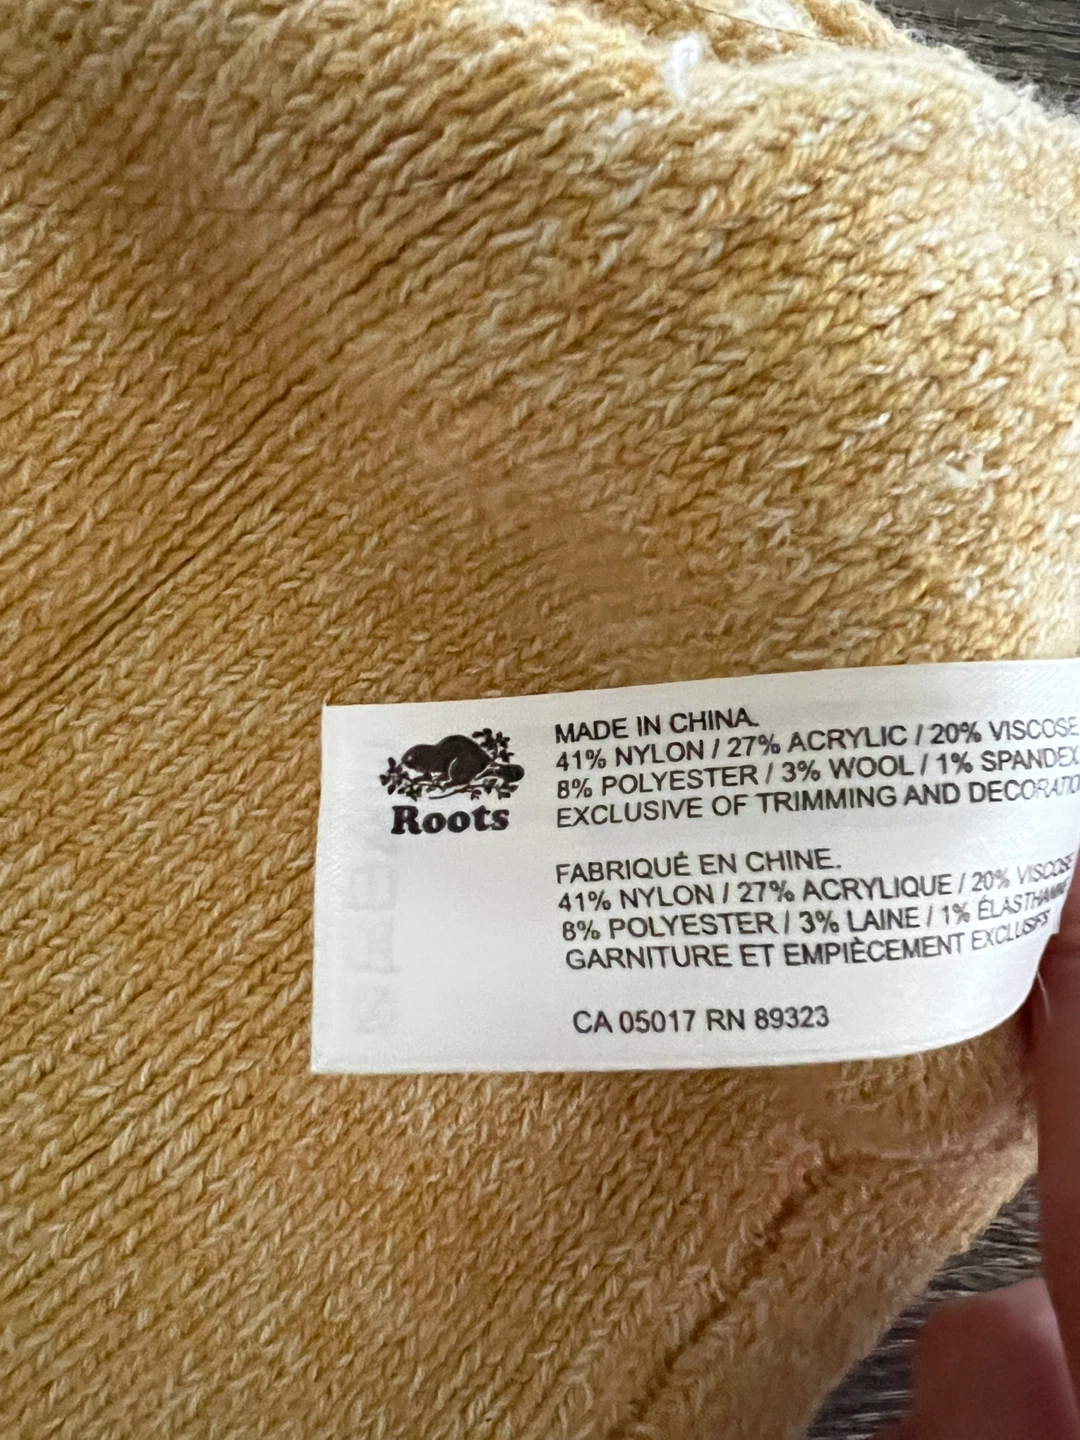 Roots
MADE IN CHINA.
41% NYLON / 27% ACRYLIC / 20% VISCOSE
8% POLYESTER / 3% WOOL / 1% SPANDEX
EXCLUSIVE OF TRIMMING AND
FABRIQUÉ EN CHINE.
41% NYLON / 27% ACRYLIQUE / 20% VISCOSE
8% POLYESTER / 3% LAINE / 1% ÉLASTHANNE
GARNITURE ET EMPIÈCEMENT EXCLUSIFS
CA 05017 RN 89323